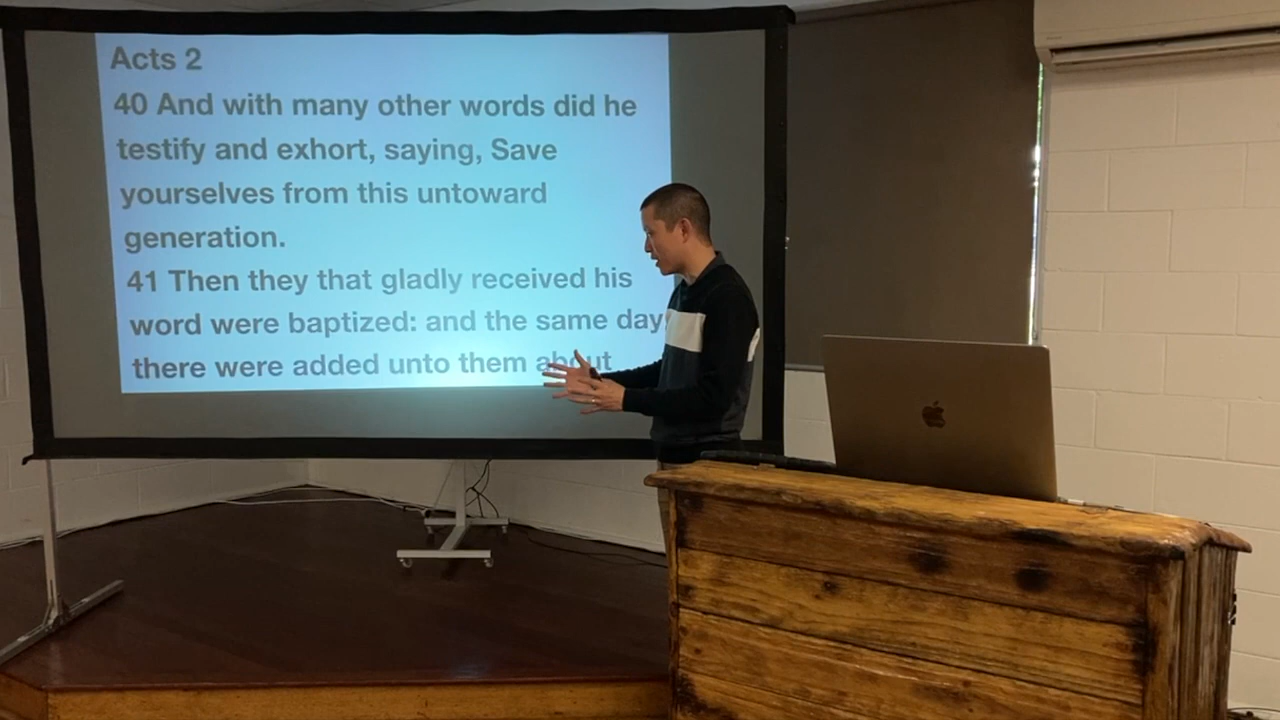 Acts 2
40 And with many other words did he
testify and exhort, saying, Save
yourselves from this untoward
generation.
41 Then they that gladly received his
word were baptized: and the same day
there were added unto them about